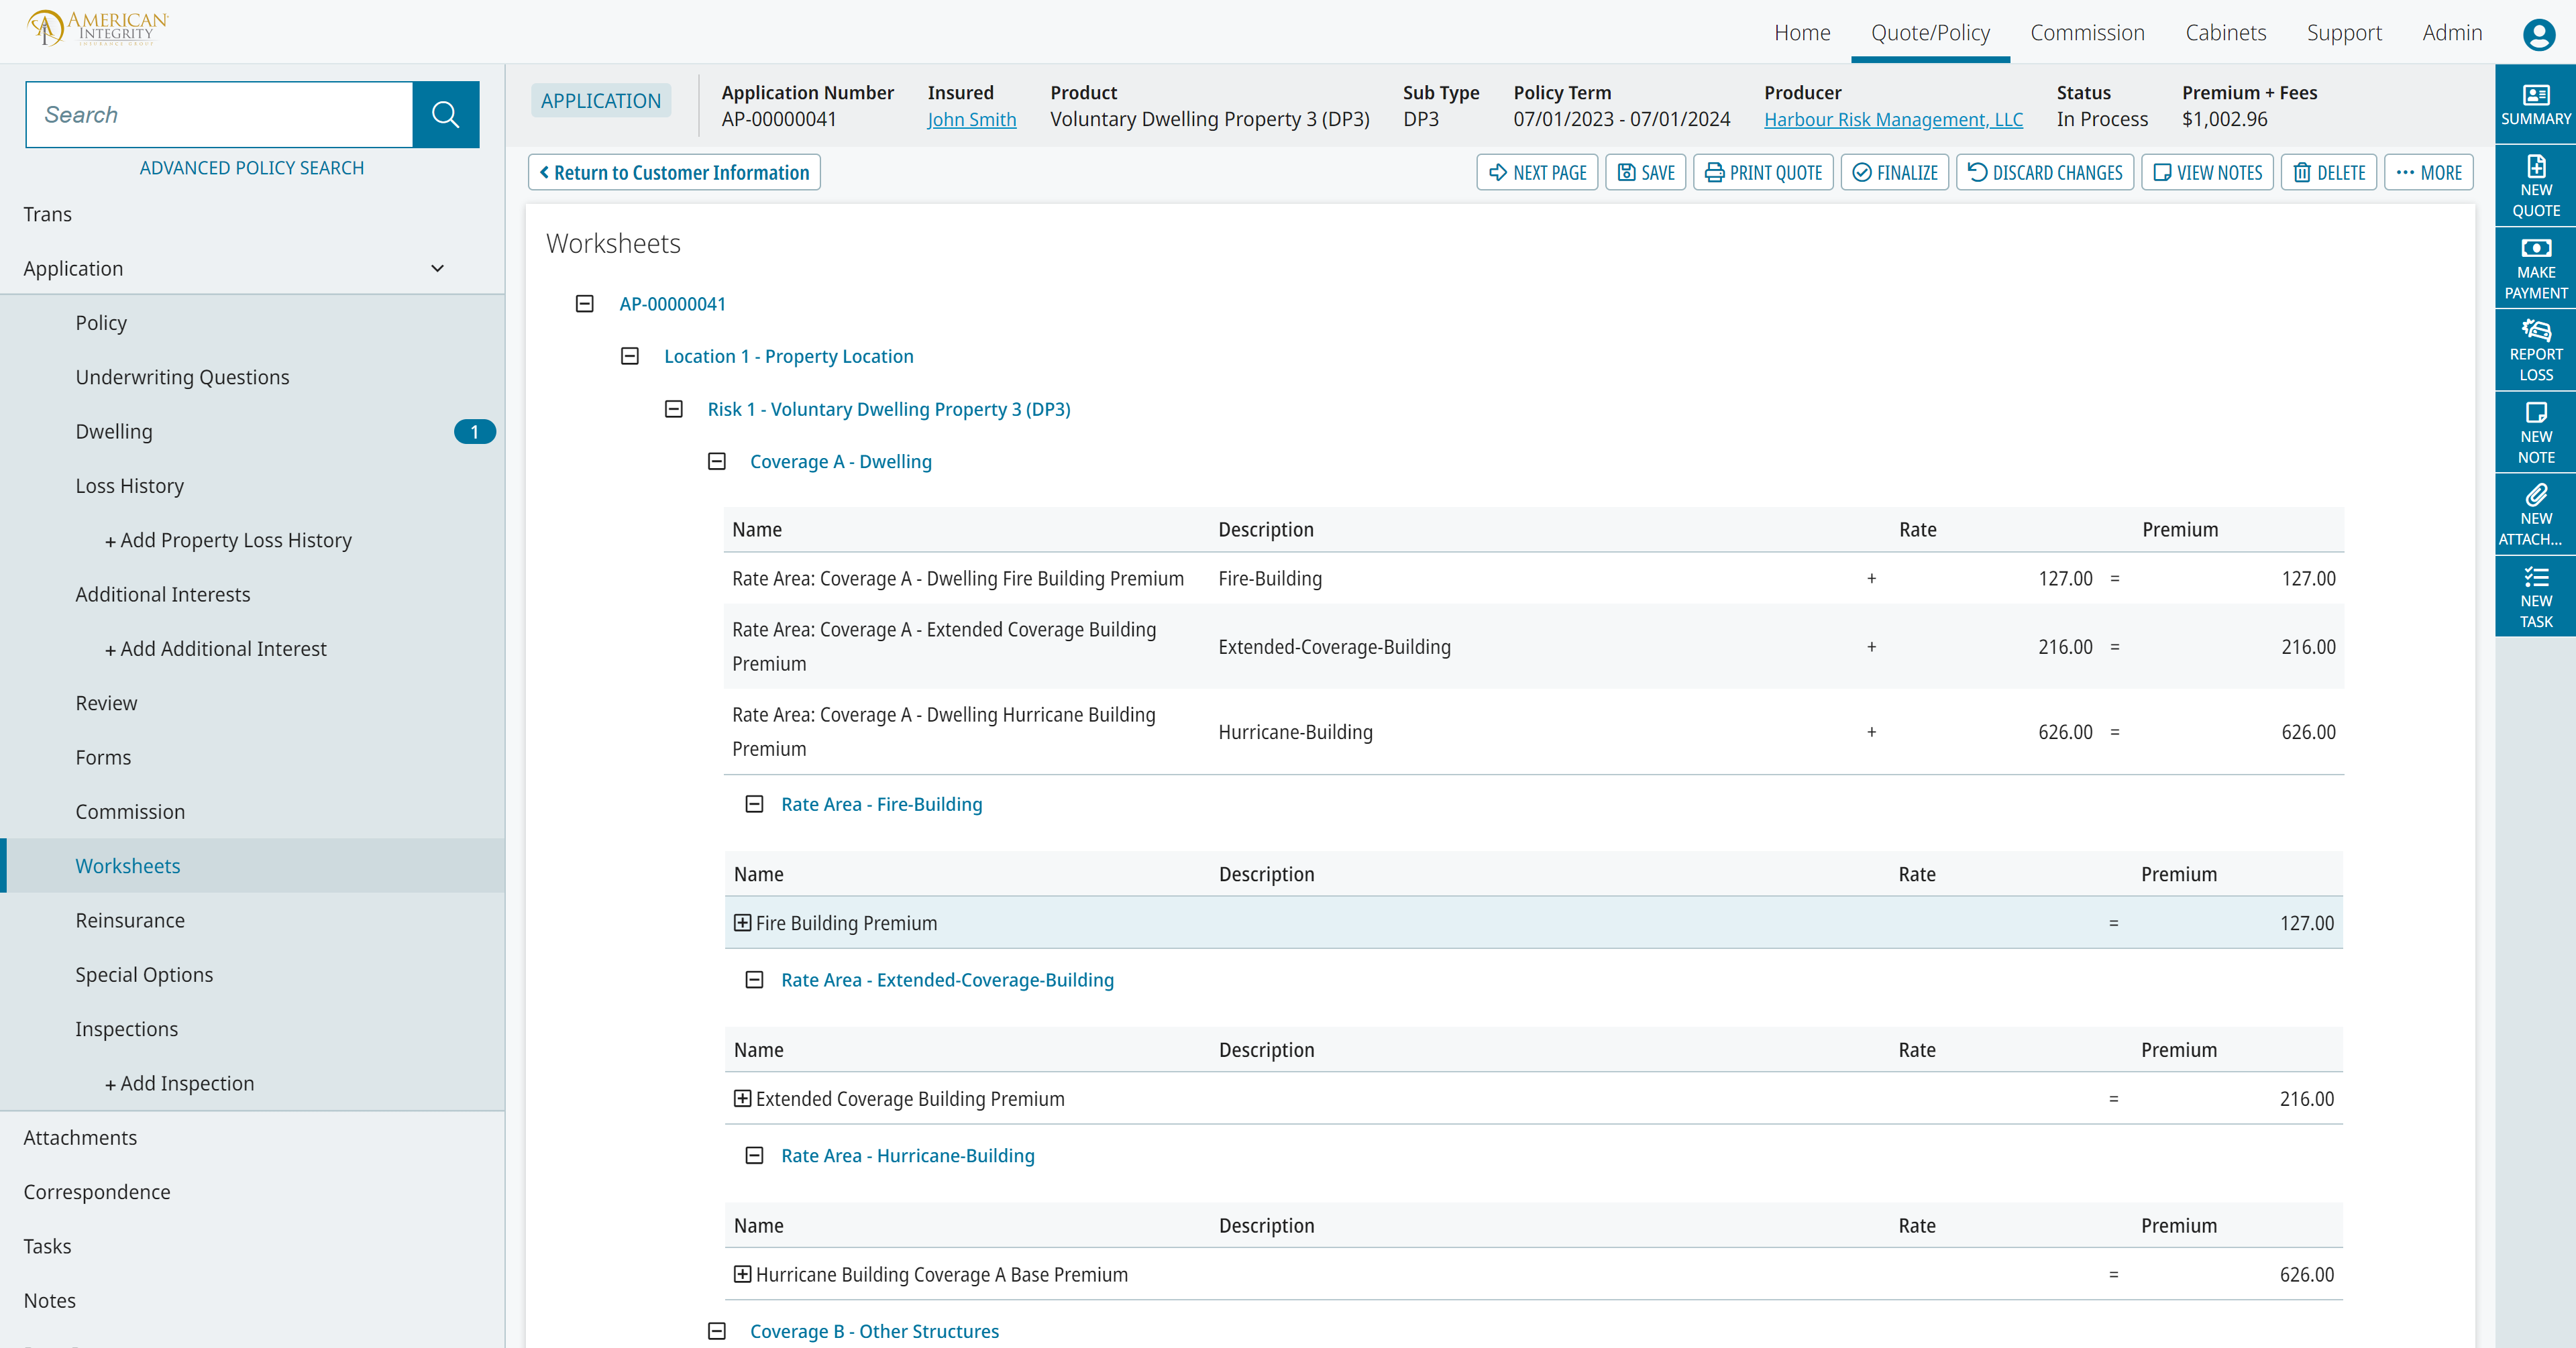 AMERICAN
INTEGRITY
INSURANCE GROUP
Home
Quote/Policy
Commission
Cabinets
Support
Admin
Search
ADVANCED POLICY SEARCH
Trans
Application
Policy
Underwriting Questions
Dwelling
1
Loss History
+ Add Property Loss History
Additional Interests
+ Add Additional Interest
Review
Forms
Commission
Worksheets
Reinsurance
Special Options
Inspections
+ Add Inspection
Attachments
Correspondence
Tasks
Notes
APPLICATION
Application Number
AP-00000041
Insured
John Smith
Product
Voluntary Dwelling Property 3 (DP3)
Sub Type
DP3
Policy Term
07/01/2023 - 07/01/2024
Producer
Harbour Risk Management, LLC
Status
In Process
Premium + Fees
$1,002.96
Return to Customer Information
NEXT PAGE
SAVE
PRINT QUOTE
FINALIZE
DISCARD CHANGES
VIEW NOTES
DELETE
MORE
Worksheets
AP-00000041
Location 1 - Property Location
Risk 1 - Voluntary Dwelling Property 3 (DP3)
Coverage A - Dwelling
Name Description Rate Premium
Rate Area: Coverage A - Dwelling Fire Building Premium Fire-Building + 127.00 = 127.00
Rate Area: Coverage A - Extended Coverage Building
Premium
Extended-Coverage-Building + 216.00 = 216.00
Rate Area: Coverage A - Dwelling Hurricane Building
Premium
Hurricane-Building + 626.00 = 626.00
Rate Area - Fire-Building
Name Description Rate Premium
Fire Building Premium = 127.00
Rate Area - Extended-Coverage-Building
Name Description Rate Premium
Extended Coverage Building Premium = 216.00
Rate Area - Hurricane-Building
Name Description Rate Premium
Hurricane Building Coverage A Base Premium = 626.00
Coverage B - Other Structures
SUMMARY
NEW
QUOTE
MAKE
PAYMENT
REPORT
LOSS
NEW
NOTE
NEW
ATTACH...
NEW
TASK